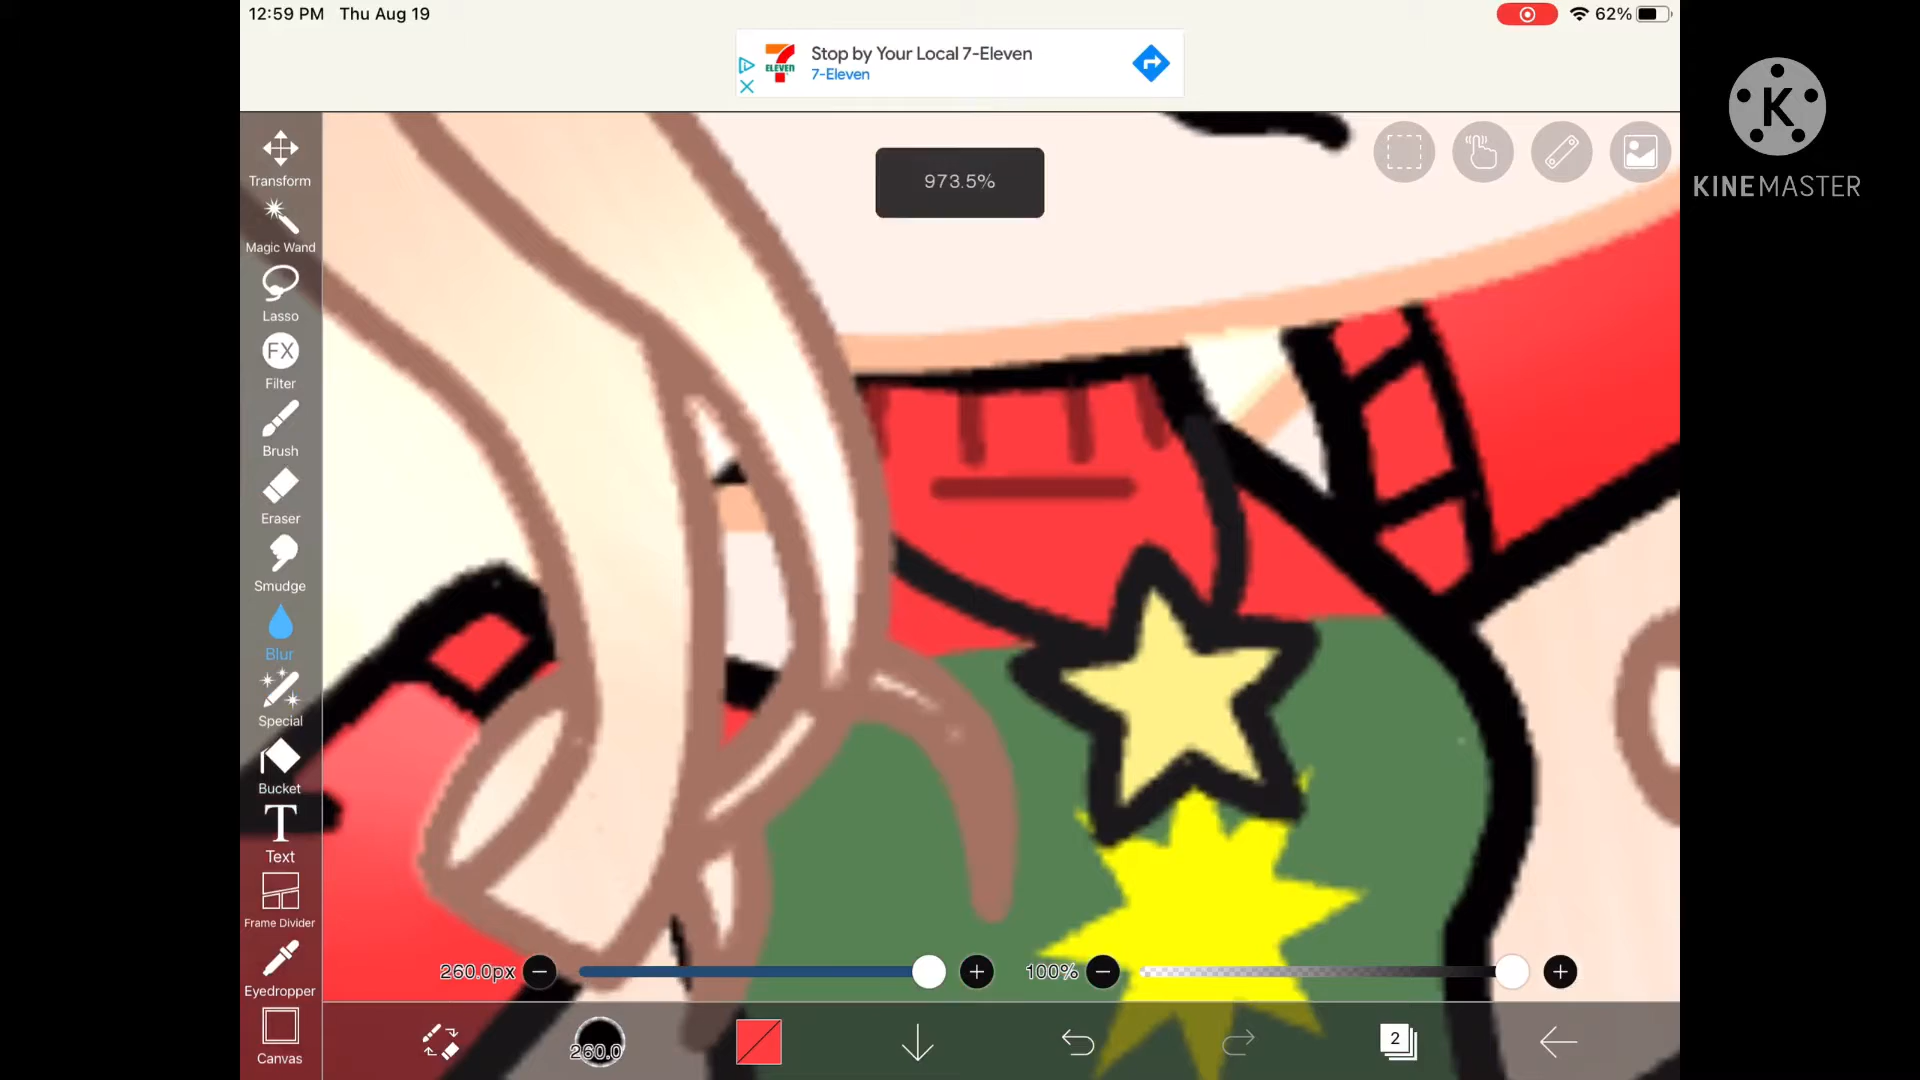 12:59 PM Thu Aug 19
62%
7
ELEVEN
Stop by Your Local 7-Eleven
7-Eleven
K
KINEMASTER
973.5%
Transform
Magic Wand
Lasso
FX
Filter
Brush
Eraser
Smudge
Blur
Special
Bucket
T
Text
Frame Divider
Eyedropper
Canvas
260.0px
100%
260.0
2